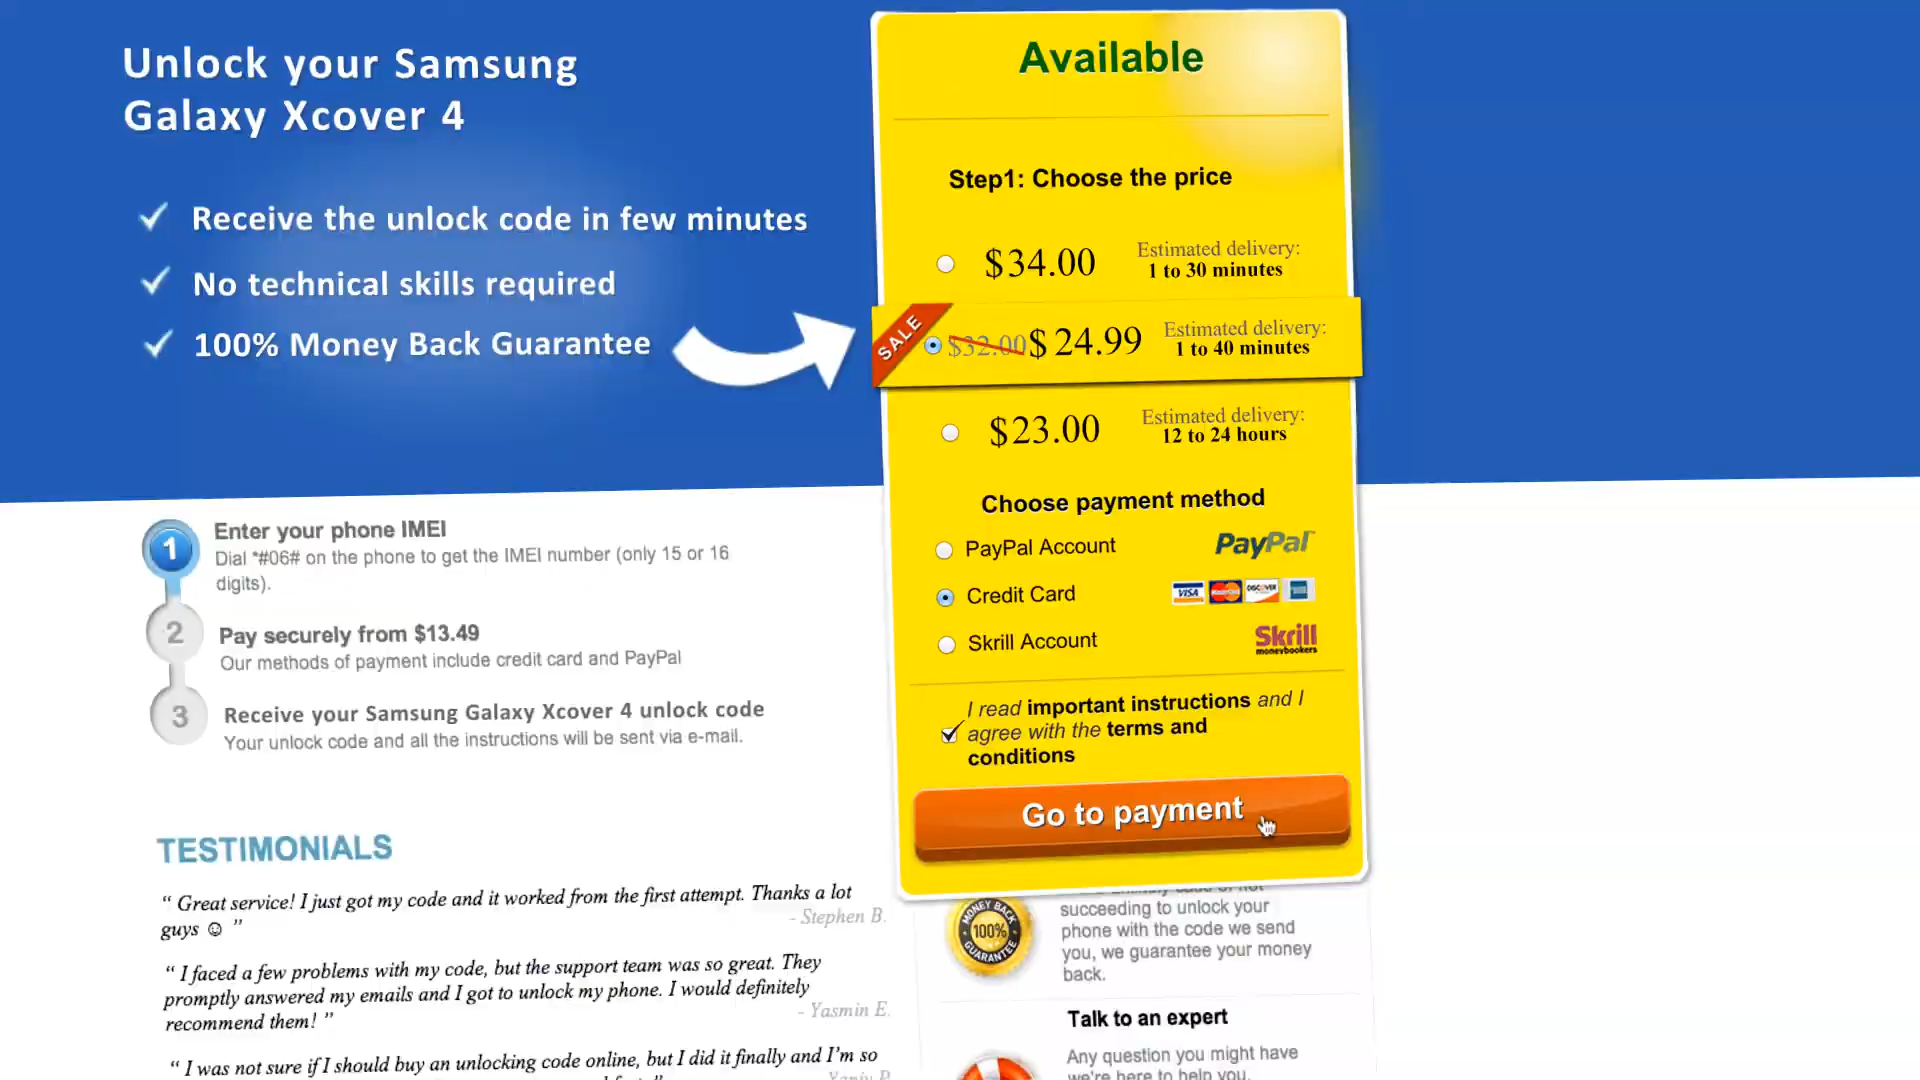 Unlock your Samsung
Galaxy Xcover 4
Receive the unlock code in few minutes
No technical skills required
100% Money Back Guarantee
Available
Step1: Choose the price
$34.00
Estimated delivery:
1 to 30 minutes
SALE
$32.00 $ 24.99
Estimated delivery:
1 to 40 minutes
$23.00
Estimated delivery:
12 to 24 hours
Choose payment method
PayPal Account
PayPal
Credit Card
VISA
MasterCard
DISCOVER
Skrill Account
Skrill
moneybookers
I read important instructions and I
agree with the terms and
conditions
Go to payment
1
Enter your phone IMEI
Dial *#06# on the phone to get the IMEI number (only 15 or 16
digits).
2
Pay securely from $13.49
Our methods of payment include credit card and PayPal
3
Receive your Samsung Galaxy Xcover 4 unlock code
Your unlock code and all the instructions will be sent via e-mail.
TESTIMONIALS
“ Great service! I just got my code and it worked from the first attempt. Thanks a lot
guys ☺ ”
- Stephen B.
“ I faced a few problems with my code, but the support team was so great. They
promptly answered my emails and I got to unlock my phone. I would definitely
recommend them! ”
- Yasmin E.
“ I was not sure if I should buy an unlocking code online, but I did it finally and I'm so
MONEY BACK
100%
GUARANTEE
succeeding to unlock your
phone with the code we send
you, we guarantee your money
back.
Talk to an expert
Any question you might have
we're here to help you.